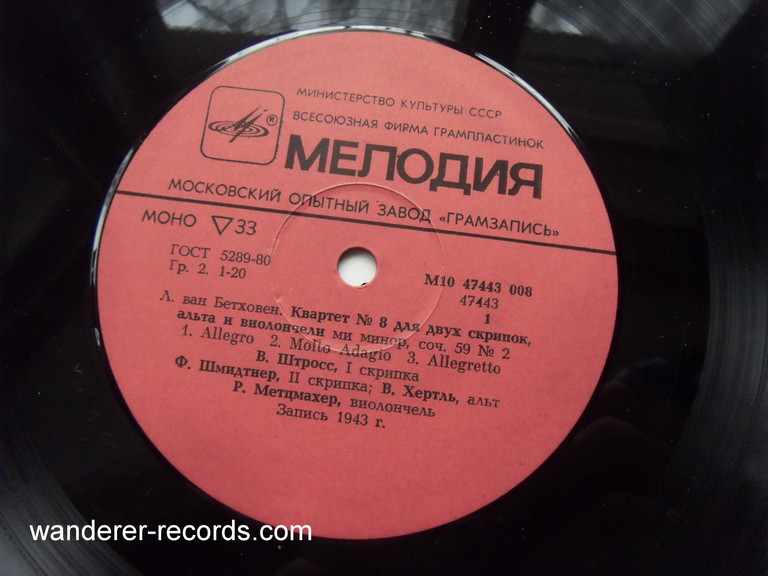 ®
МИНИСТЕРСТВО КУЛЬТУРЫ СССР
ВСЕСОЮЗНАЯ ФИРМА ГРАМПЛАСТИНОК
МЕЛОДИЯ
МОСКОВСКИЙ ОПЫТНЫЙ ЗАВОД «ГРАМЗАПИСЬ»
МОНО ▽ 33
ГОСТ 5289-80
Гр. 2. 1-20
М10 47443 008
47443
1
Л. ван Бетховен. Квартет № 8 для двух скрипок,
альта и виолончели ми минор, соч. 59 № 2
1. Allegro 2. Molto Adagio 3. Allegretto
В. Штросс, I скрипка
Ф. Шмидтнер, II скрипка; В. Хертль, альт
Р. Метцмахер, виолончель
Запись 1943 г.
wanderer-records.com